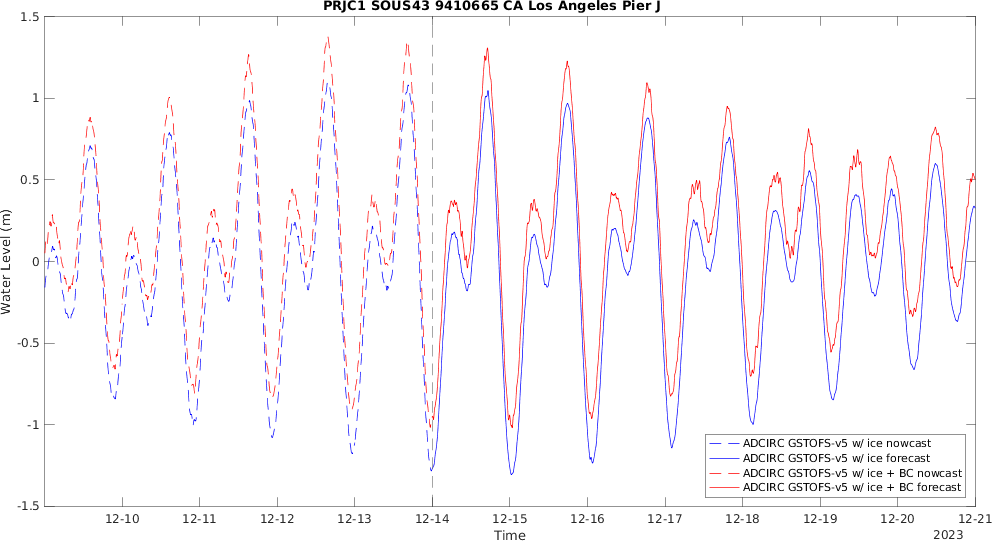 PRJC1 SOUS43 9410665 CA Los Angeles Pier J
1.5
1
0.5
0
-0.5
-1
-1.5
Water Level (m)
12-10
12-11
12-12
12-13
12-14
12-15
12-16
12-17
12-18
12-19
12-20
12-21
Time
2023
ADCIRC GSTOFS-v5 w/ ice nowcast
ADCIRC GSTOFS-v5 w/ ice forecast
ADCIRC GSTOFS-v5 w/ ice + BC nowcast
ADCIRC GSTOFS-v5 w/ ice + BC forecast